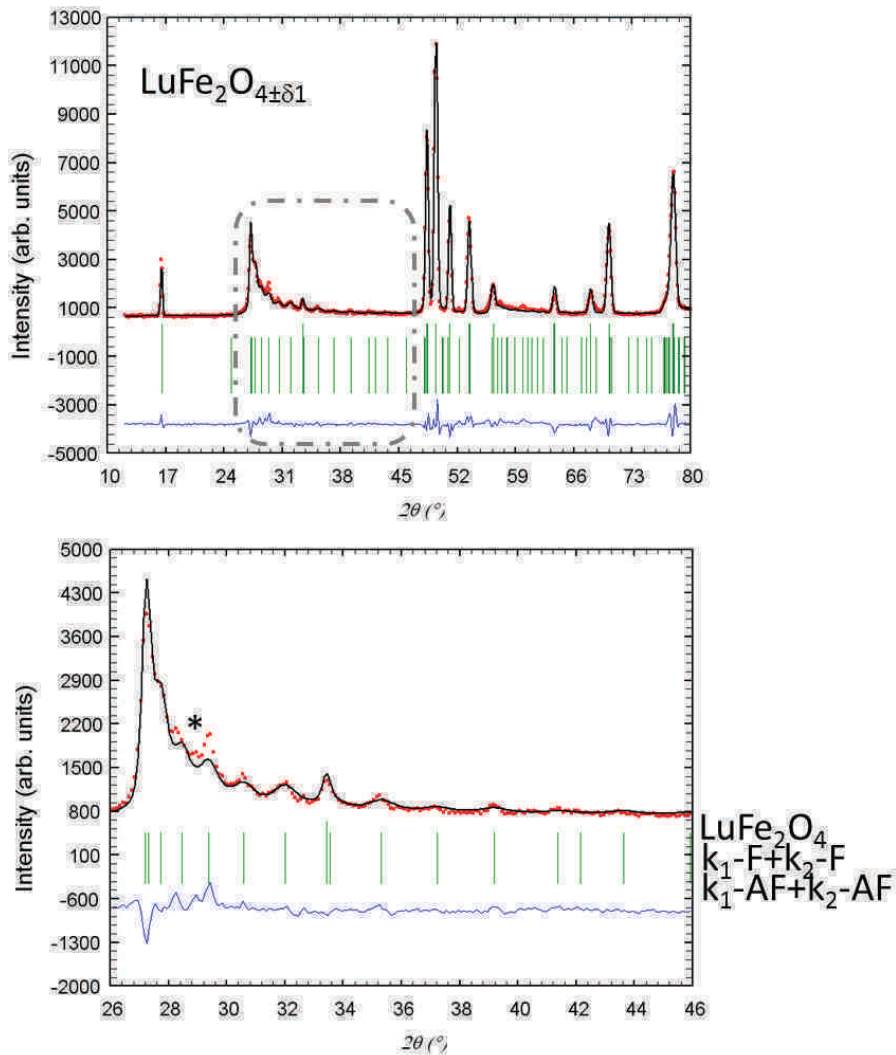 13000
11000
9000
7000
5000
3000
1000
-1000
-3000
-5000
Intensity (arb. units)
LuFe₂O₄±δ1
10 17 24 31 38 45 52 59 66 73 80
2θ (°)
5000
4300
3600
2900
2200
1500
800
100
-600
-1300
-2000
Intensity (arb. units)
*
LuFe₂O₄
k₁-F+k₂-F
k₁-AF+k₂-AF
26 28 30 32 34 36 38 40 42 44 46
2θ (°)